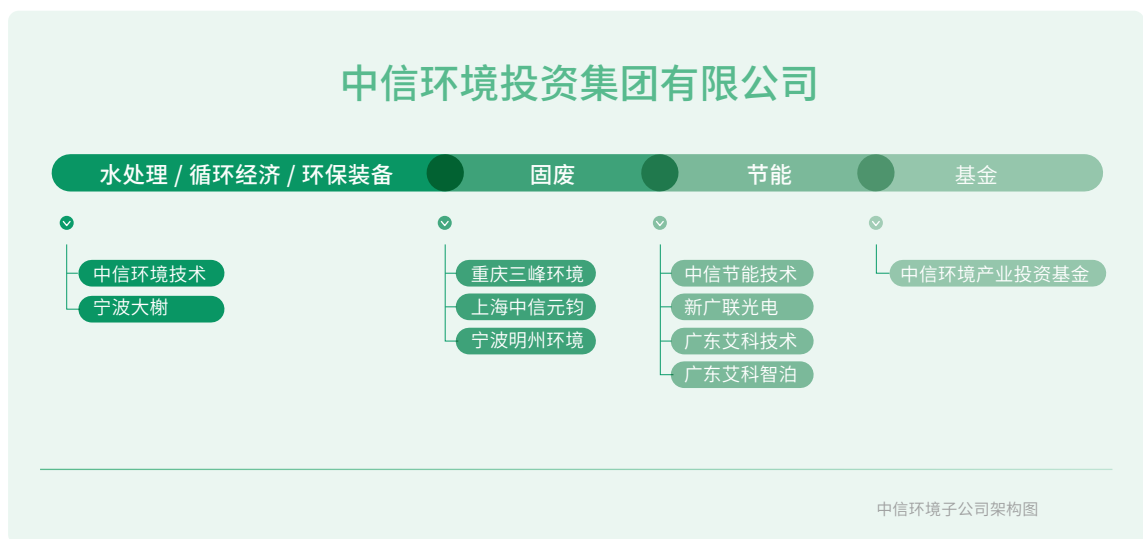 中信环境投资集团有限公司
水处理 / 循环经济 / 环保装备
固废
节能
基金
中信环境技术
宁波大榭
重庆三峰环境
上海中信元钧
宁波明州环境
中信节能技术
新广联光电
广东艾科技术
广东艾科智泊
中信环境产业投资基金
中信环境子公司架构图